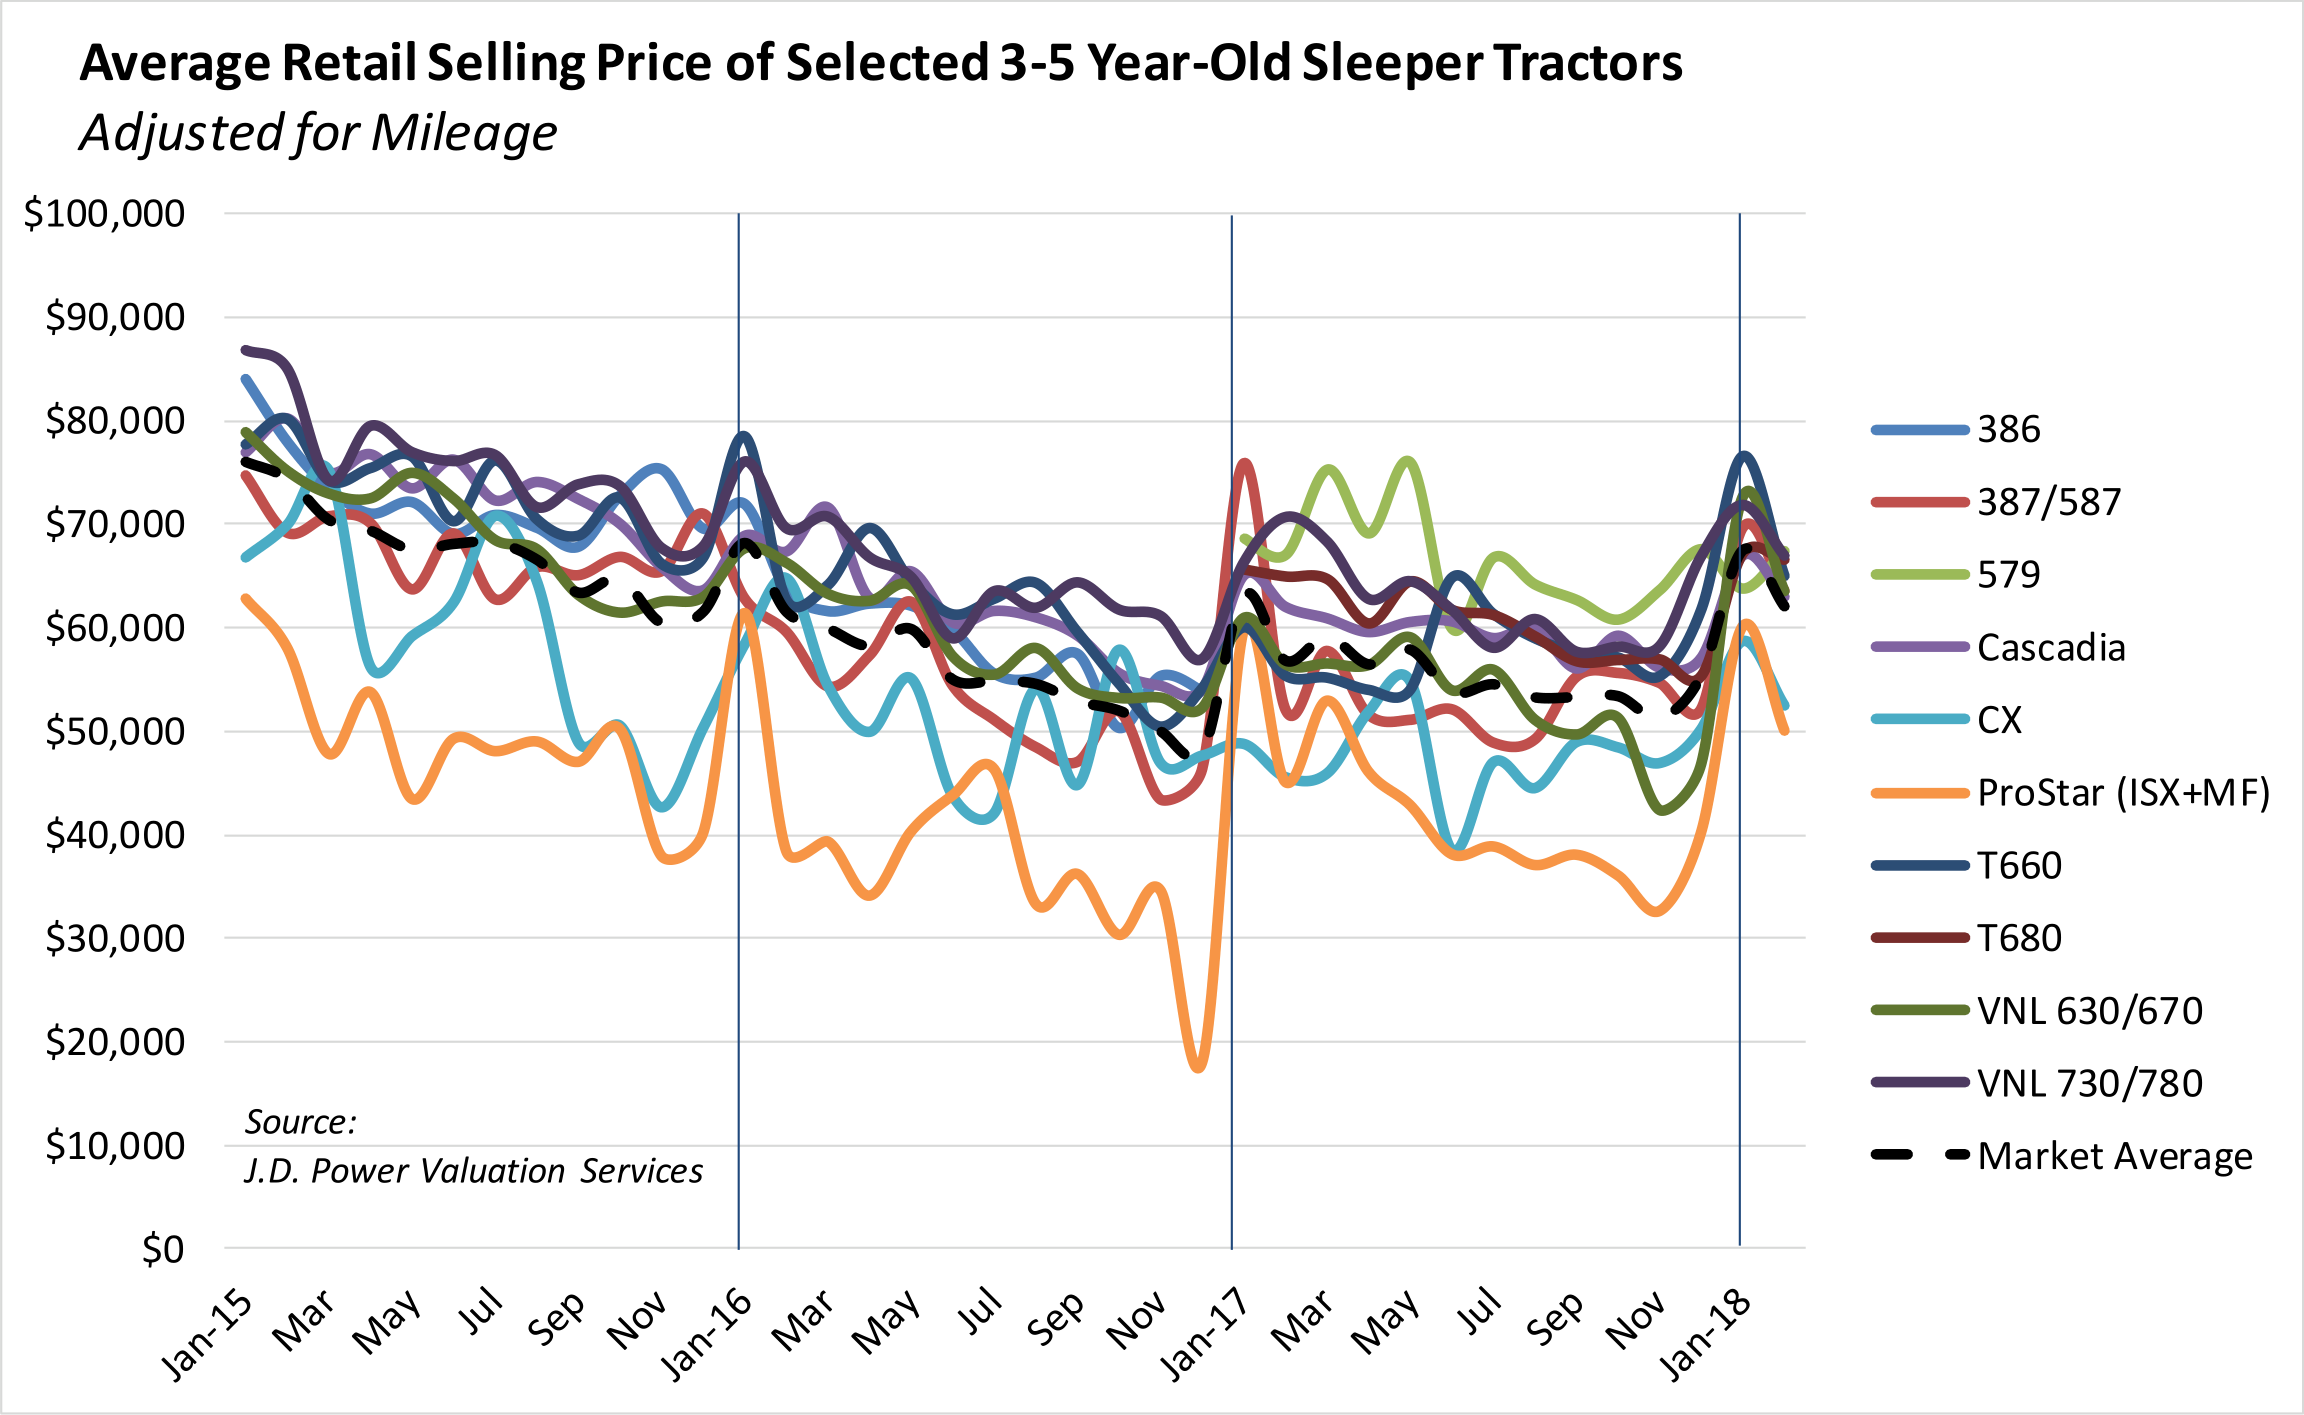 Average Retail Selling Price of Selected 3-5 Year-Old Sleeper Tractors
Adjusted for Mileage
$100,000
$90,000
$80,000
$70,000
$60,000
$50,000
$40,000
$30,000
$20,000
$10,000
$0
386
387/587
579
Cascadia
CX
ProStar (ISX+MF)
T660
T680
VNL 630/670
VNL 730/780
Market Average
Source:
J.D. Power Valuation Services
Jan-15 Mar May Jul Sep Nov Jan-16 Mar May Jul Sep Nov Jan-17 Mar May Jul Sep Nov Jan-18